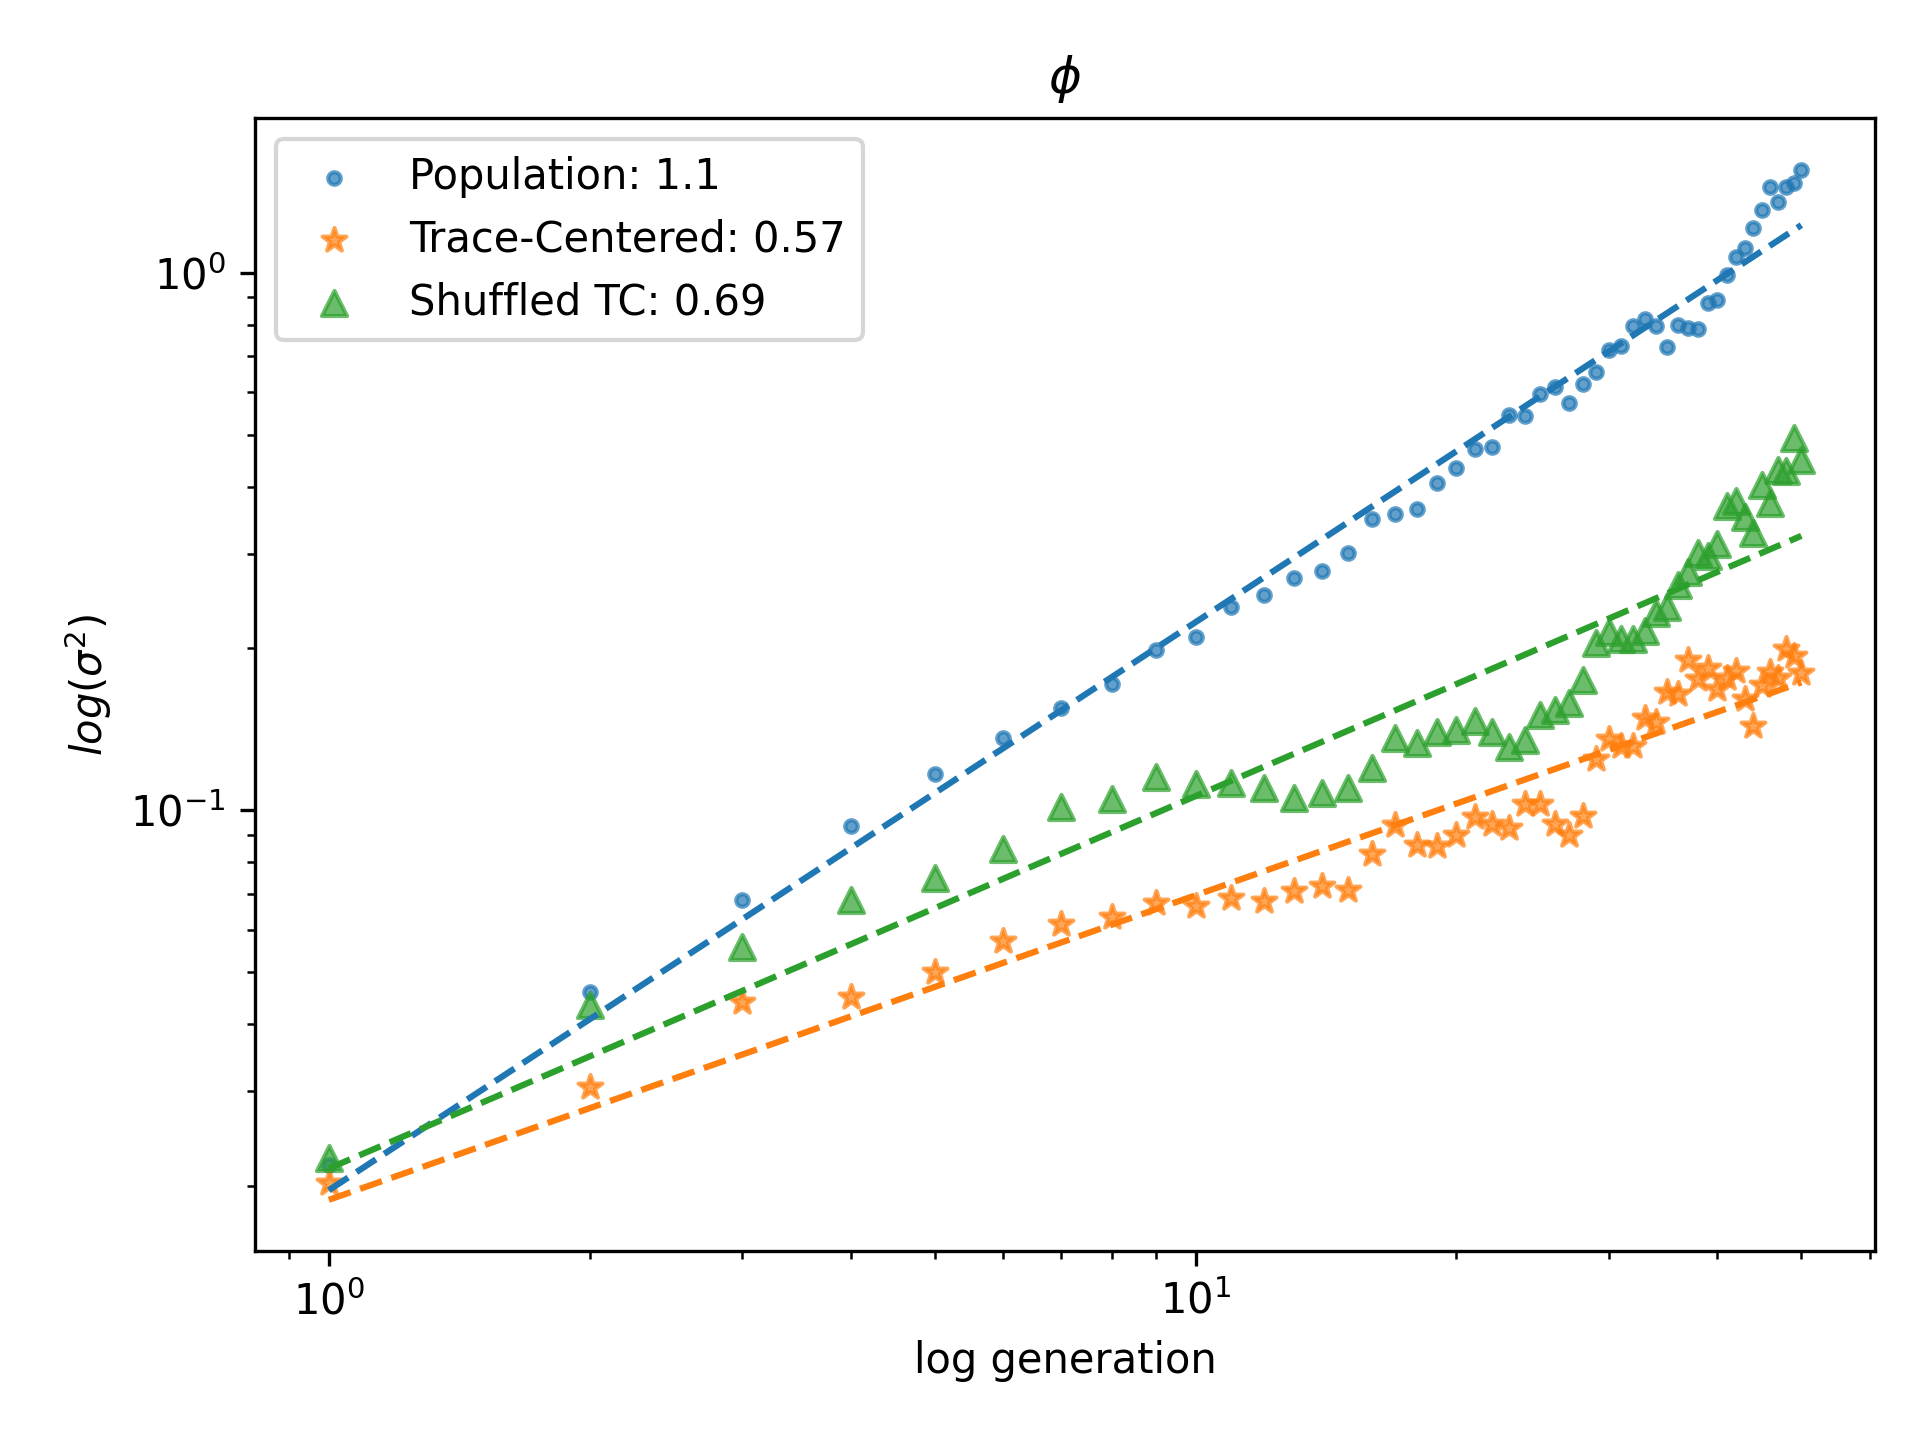 ϕ
Population: 1.1
Trace-Centered: 0.57
Shuffled TC: 0.69
10⁰
10⁻¹
log(σ²)
10⁰ 10¹
log generation